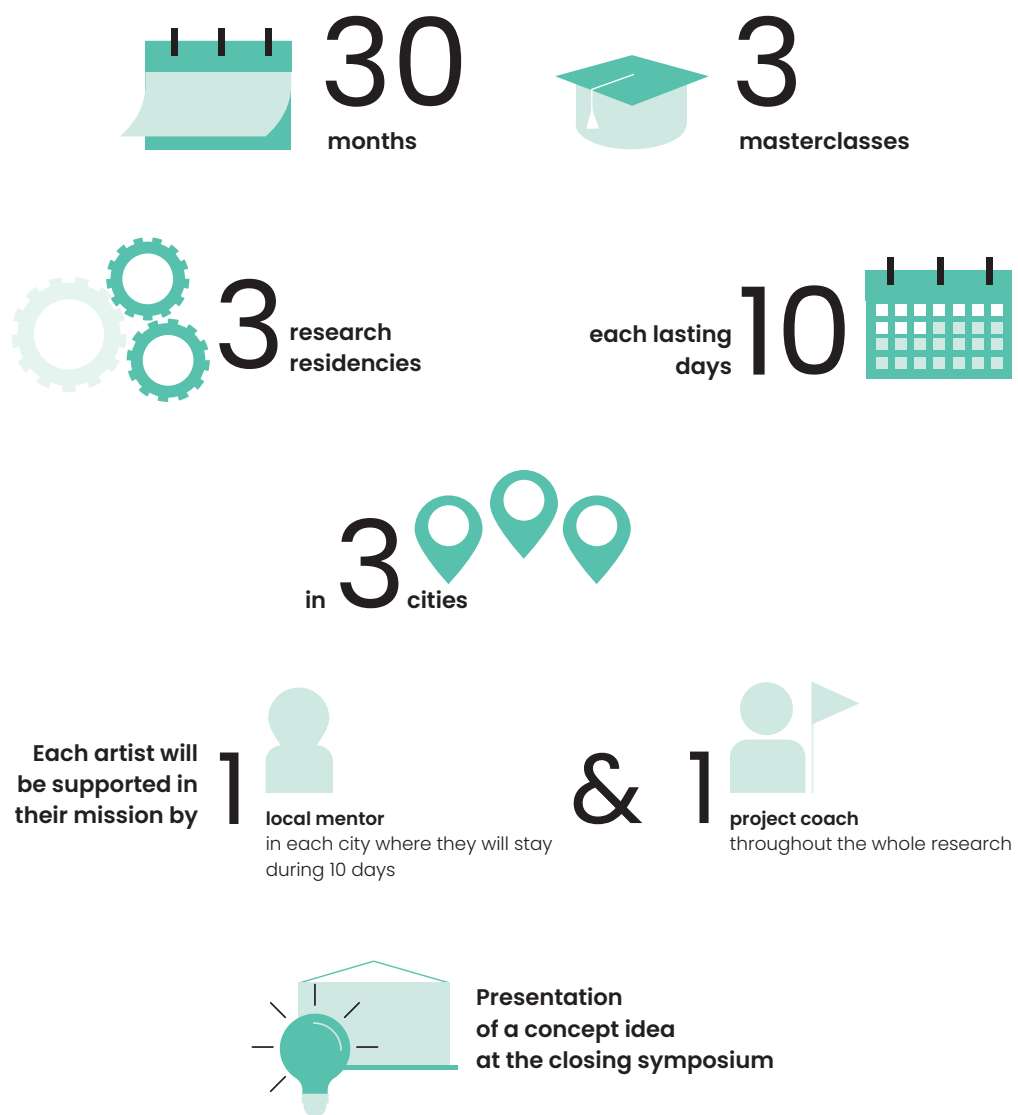 30
months
3
masterclasses
3
research
residencies
each lasting
10
days
in 3 cities
Each artist will
be supported in
their mission by
1
local mentor
in each city where they will stay
during 10 days
&
1
project coach
throughout the whole research
Presentation
of a concept idea
at the closing symposium